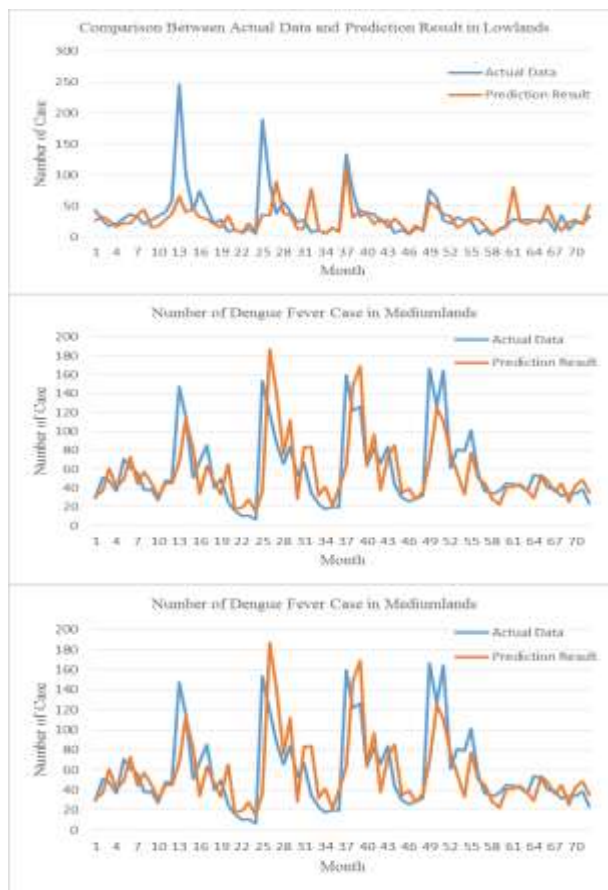 Comparison Between Actual Data and Prediction Result in Lowlands
300
250
200
150
100
50
0
Number of Case
Actual Data
Prediction Result
1 4 7 10 13 16 19 22 25 28 31 34 37 40 43 46 49 52 55 58 61 64 67 70
Month
Number of Dengue Fever Case in Mediumlands
200
180
160
140
120
100
80
60
40
20
0
Number of Case
Actual Data
Prediction Result
1 4 7 10 13 16 19 22 25 28 31 34 37 40 43 46 49 52 55 58 61 64 67 70
Month
Number of Dengue Fever Case in Mediumlands
200
180
160
140
120
100
80
60
40
20
0
Number of Case
Actual Data
Prediction Result
1 4 7 10 13 16 19 22 25 28 31 34 37 40 43 46 49 52 55 58 61 64 67 70
Month